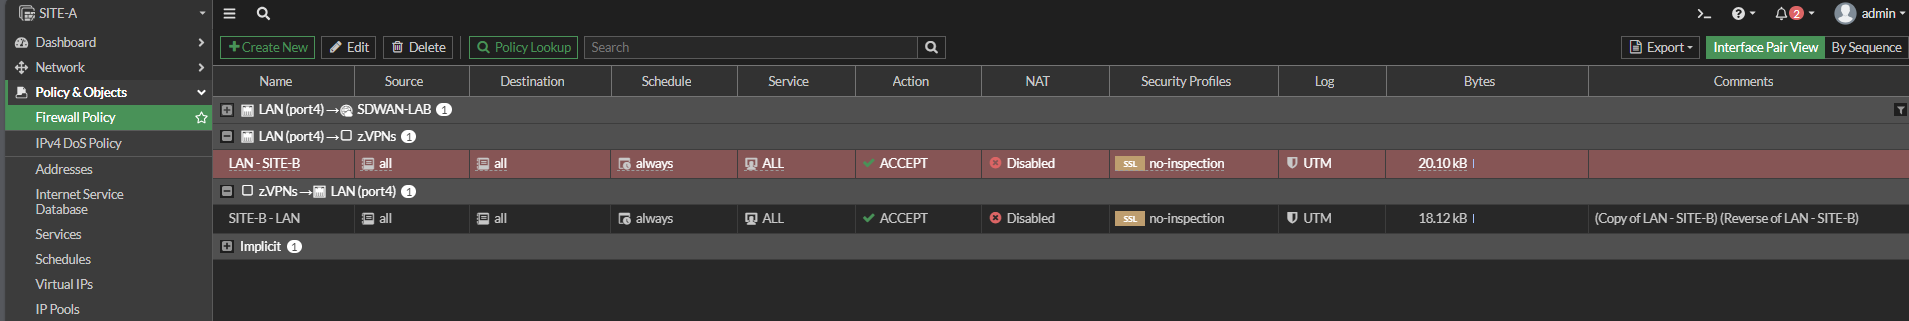 SITE-A
admin
2
Dashboard
Network
Policy & Objects
Firewall Policy
IPv4 DoS Policy
Addresses
Internet Service
Database
Services
Schedules
Virtual IPs
IP Pools
+Create New Edit Delete Policy Lookup Search Export Interface Pair View By Sequence
Name Source Destination Schedule Service Action NAT Security Profiles Log Bytes Comments
LAN (port4) → SDWAN-LAB 1
LAN (port4) → z.VPNs 1
LAN - SITE-B all all always ALL ACCEPT Disabled SSL no-inspection UTM 20.10 kB
z.VPNs → LAN (port4) 1
SITE-B - LAN all all always ALL ACCEPT Disabled SSL no-inspection UTM 18.12 kB (Copy of LAN - SITE-B) (Reverse of LAN - SITE-B)
Implicit 1